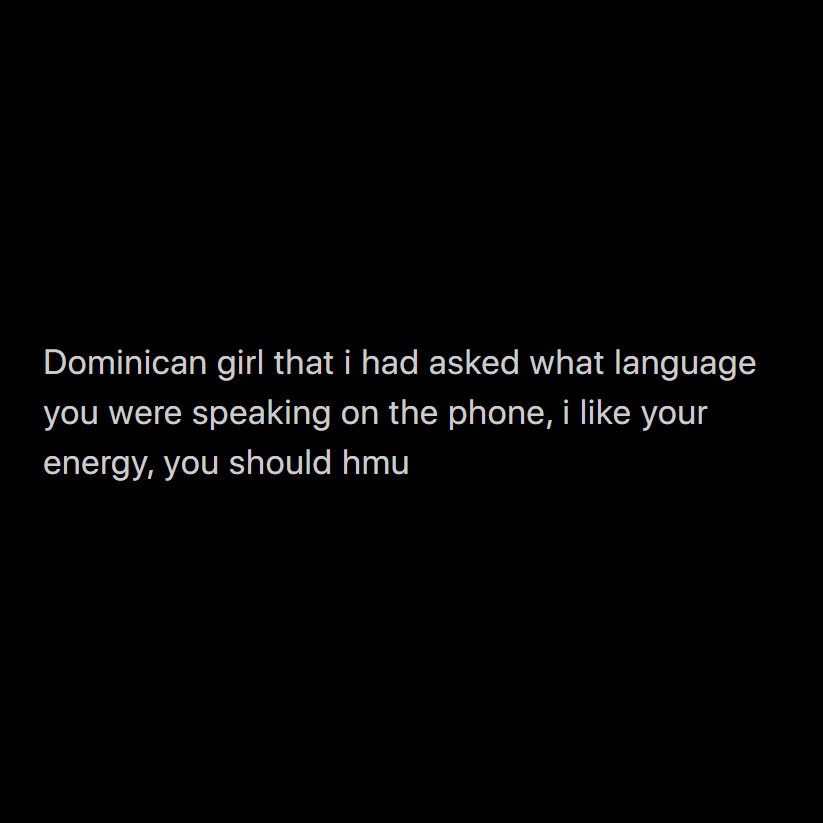 Dominican girl that i had asked what language
you were speaking on the phone, i like your
energy, you should hmu